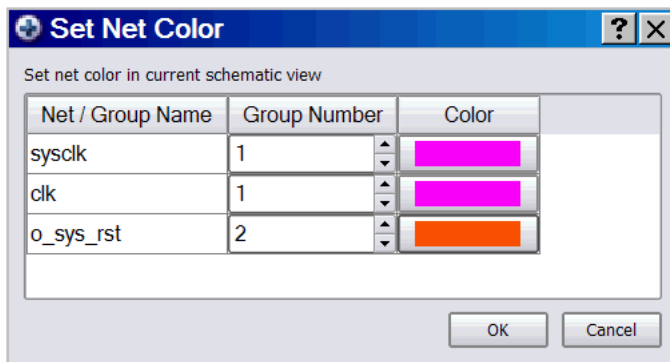 Set Net Color ?
Set net color in current schematic view
Net / Group Name Group Number Color
sysclk 1
clk 1
o_sys_rst 2
OK Cancel